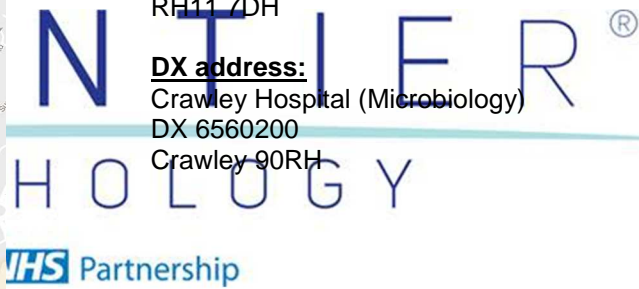 RH11 7DH
N T I E R ®
DX address:
Crawley Hospital (Microbiology)
DX 6560200
Crawley 90RH
H O L O G Y
NHS Partnership